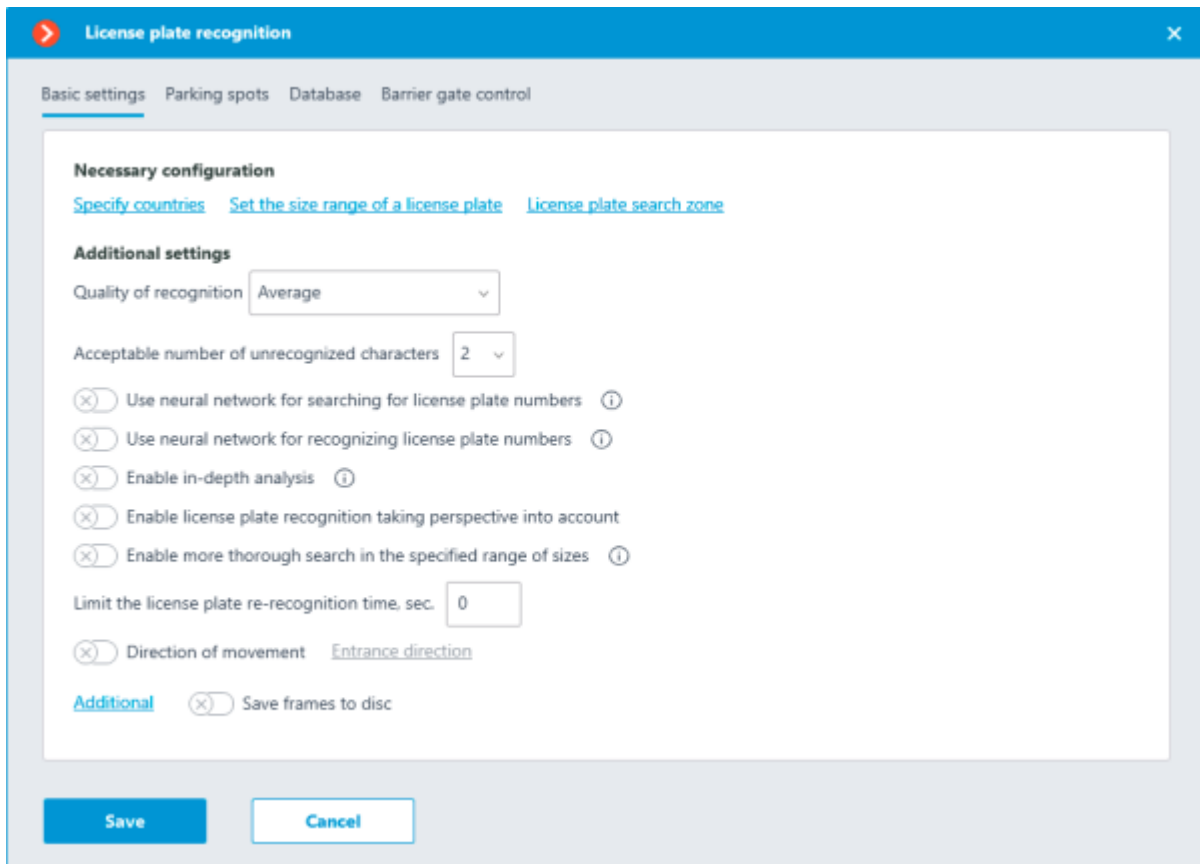 License plate recognition
Basic settings Parking spots Database Barrier gate control
Necessary configuration
Specify countries Set the size range of a license plate License plate search zone
Additional settings
Quality of recognition Average
Acceptable number of unrecognized characters 2
Use neural network for searching for license plate numbers
Use neural network for recognizing license plate numbers
Enable in-depth analysis
Enable license plate recognition taking perspective into account
Enable more thorough search in the specified range of sizes
Limit the license plate re-recognition time, sec. 0
Direction of movement Entrance direction
Additional Save frames to disc
Save Cancel